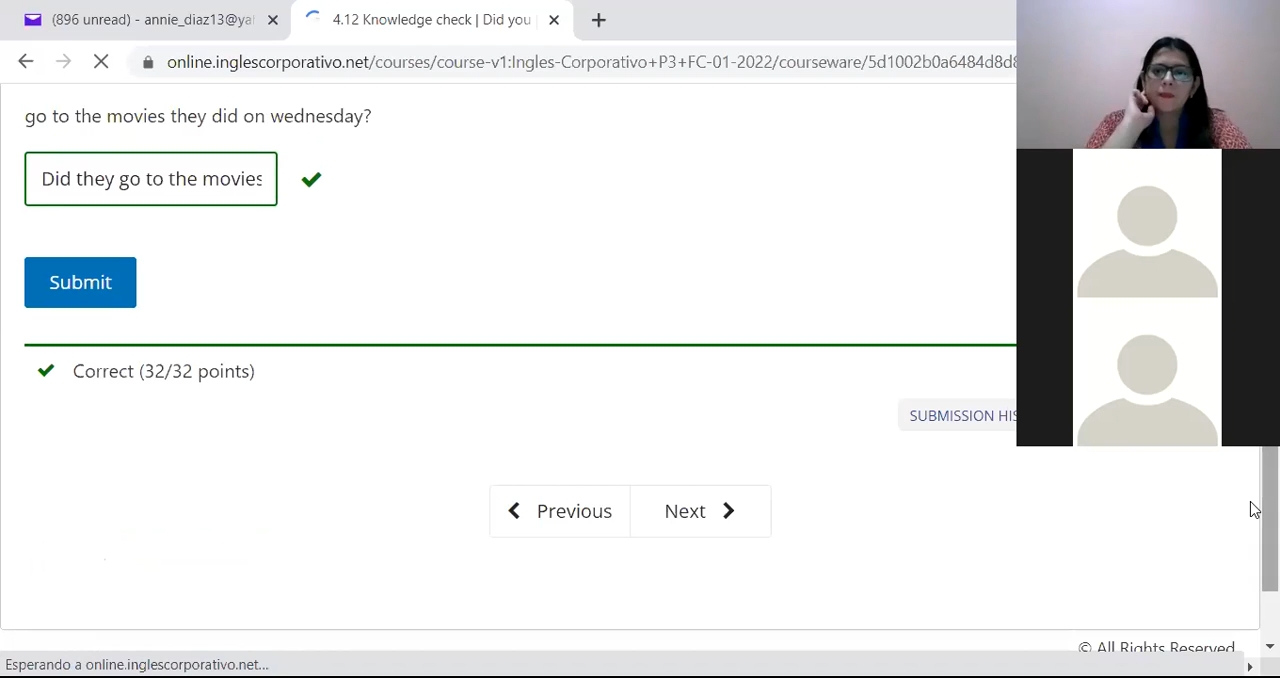 (896 unread) - annie_diaz13@ya
4.12 Knowledge check | Did you
online.inglescorporativo.net/courses/course-v1:Ingles-Corporativo+P3+FC-01-2022/courseware/5d1002b0a6484d8d8
go to the movies they did on wednesday?
Did they go to the movies
Submit
Correct (32/32 points)
SUBMISSION HIS
Previous
Next
© All Rights Reserved
Esperando a online.inglescorporativo.net...